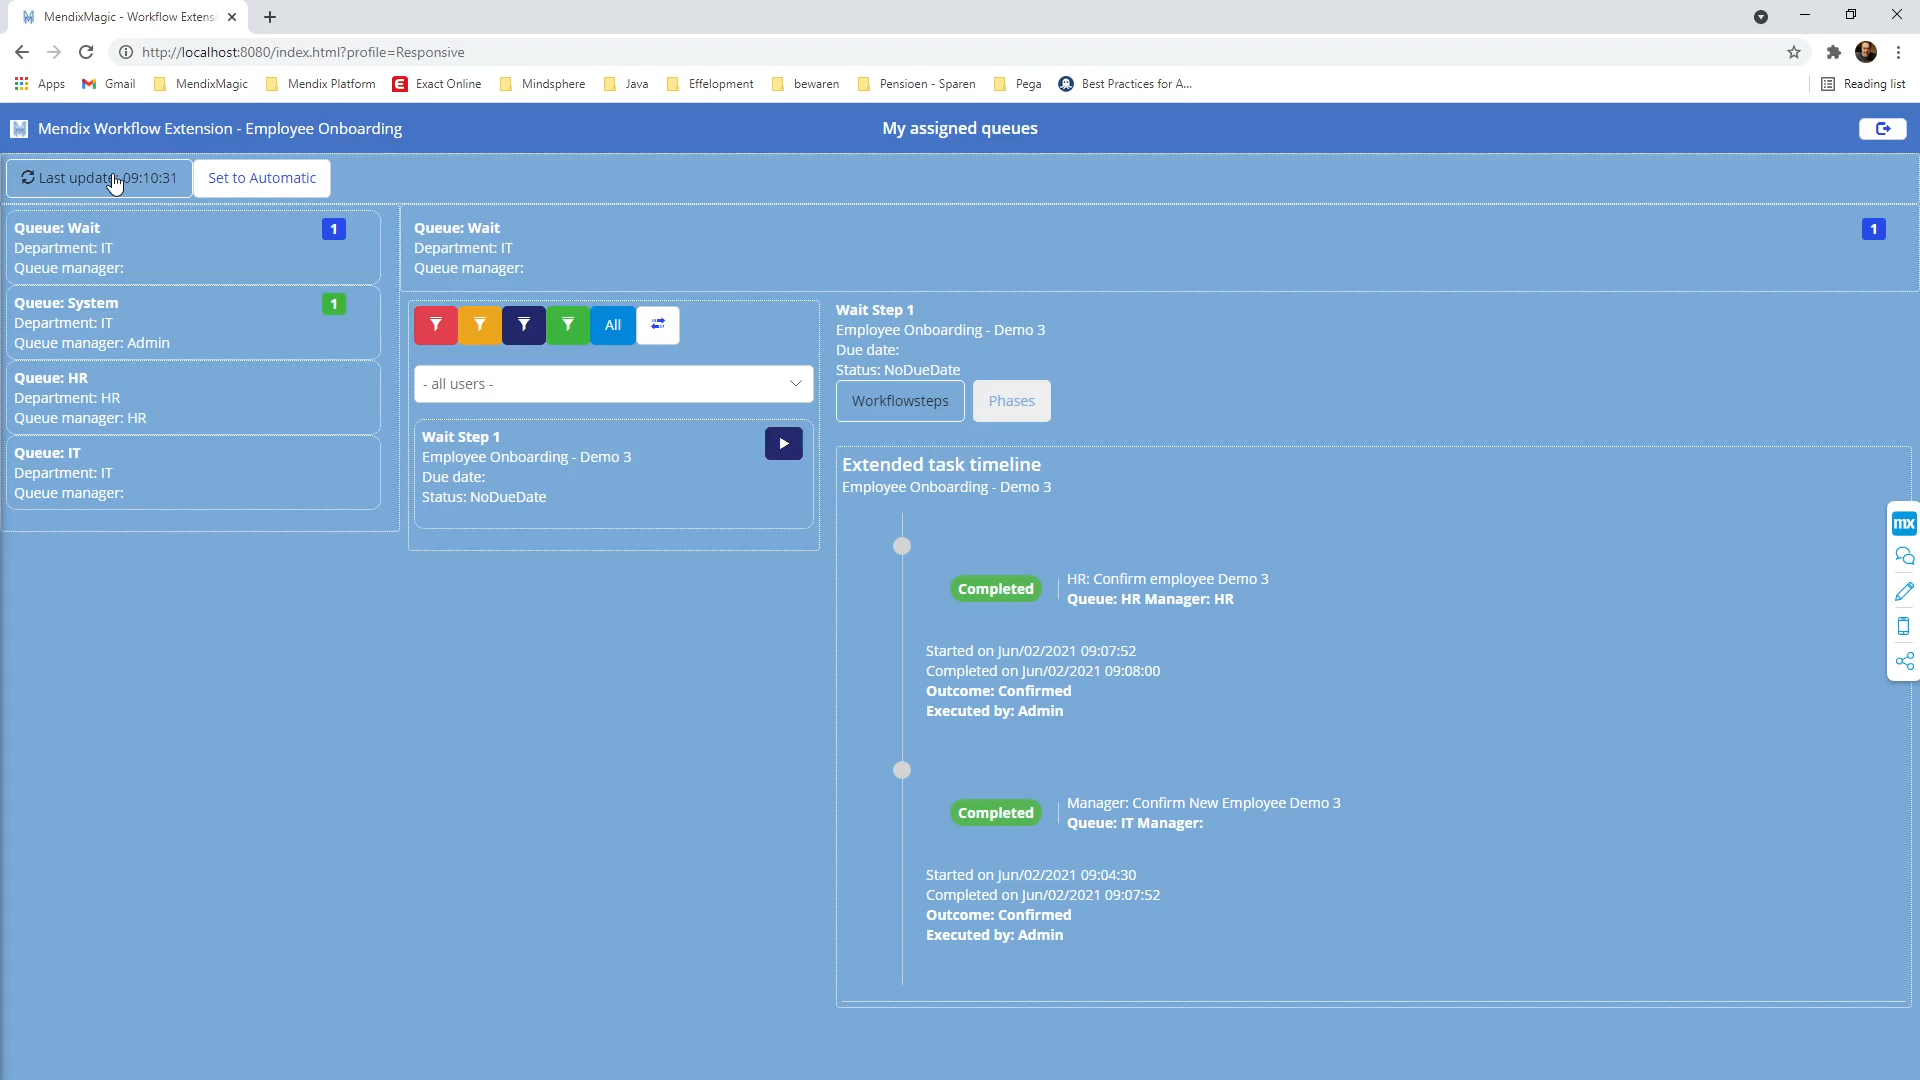 MendixMagic - Workflow Extens
http://localhost:8080/index.html?profile=Responsive
Apps Gmail MendixMagic Mendix Platform Exact Online Mindsphere Java Effelopment bewaren Pensioen - Sparen Pega Best Practices for A... Reading list
Mendix Workflow Extension - Employee Onboarding
My assigned queues
Last update: 09:10:31 Set to Automatic
Queue: Wait 1
Department: IT
Queue manager:
Queue: System 1
Department: IT
Queue manager: Admin
Queue: HR
Department: HR
Queue manager: HR
Queue: IT
Department: IT
Queue manager:
Queue: Wait 1
Department: IT
Queue manager:
All
- all users -
Wait Step 1
Employee Onboarding - Demo 3
Due date:
Status: NoDueDate
Wait Step 1
Employee Onboarding - Demo 3
Due date:
Status: NoDueDate
Workflowsteps Phases
Extended task timeline
Employee Onboarding - Demo 3
Completed
HR: Confirm employee Demo 3
Queue: HR Manager: HR
Started on Jun/02/2021 09:07:52
Completed on Jun/02/2021 09:08:00
Outcome: Confirmed
Executed by: Admin
Completed
Manager: Confirm New Employee Demo 3
Queue: IT Manager:
Started on Jun/02/2021 09:04:30
Completed on Jun/02/2021 09:07:52
Outcome: Confirmed
Executed by: Admin
mx